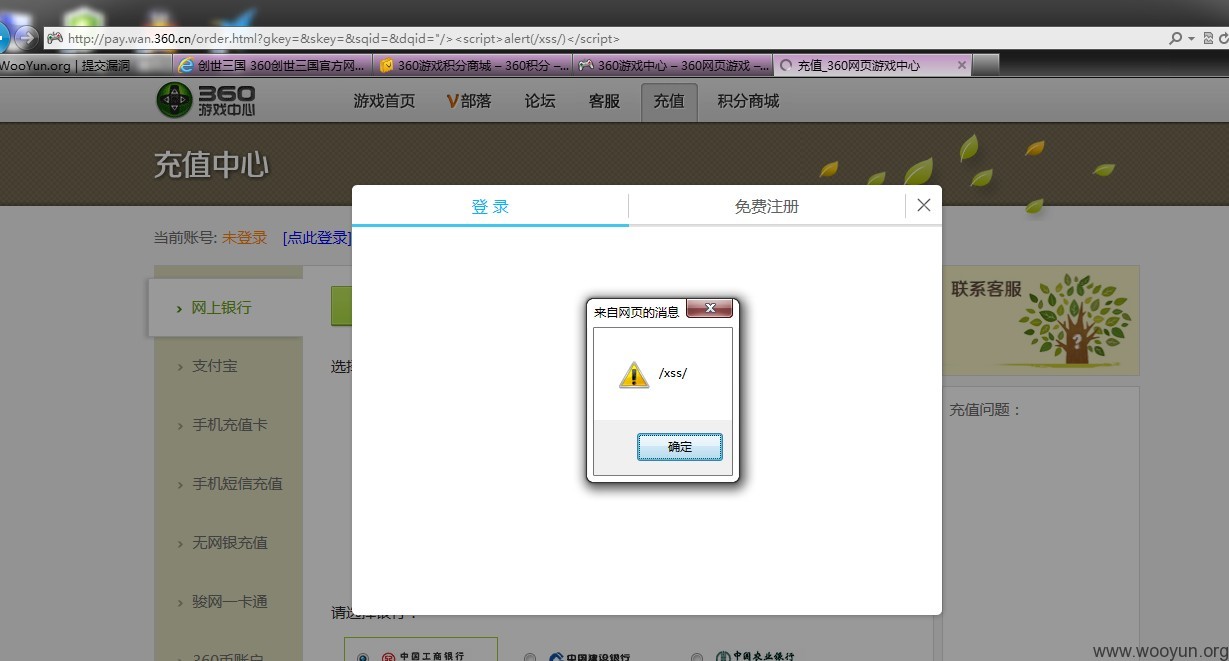 http://pay.wan.360.cn/order.html?gkey=&skey=&sqid=&dqid="/><script>alert(/xss/)</script>
WooYun.org | 提交漏洞
创世三国 360创世三国官方网...
360游戏积分商城 – 360积分 –...
360游戏中心 – 360网页游戏 –...
充值_360网页游戏中心
360
游戏中心
游戏首页
V部落
论坛
客服
充值
积分商城
充值中心
登 录
免费注册
当前账号: 未登录 [点此登录]
网上银行
联系客服
来自网页的消息
/xss/
确定
支付宝
选择
充值问题：
手机充值卡
手机短信充值
无网银充值
骏网一卡通
请选择银行：
360币账户
中国工商银行
中国建设银行
中国农业银行
www.wooyun.org